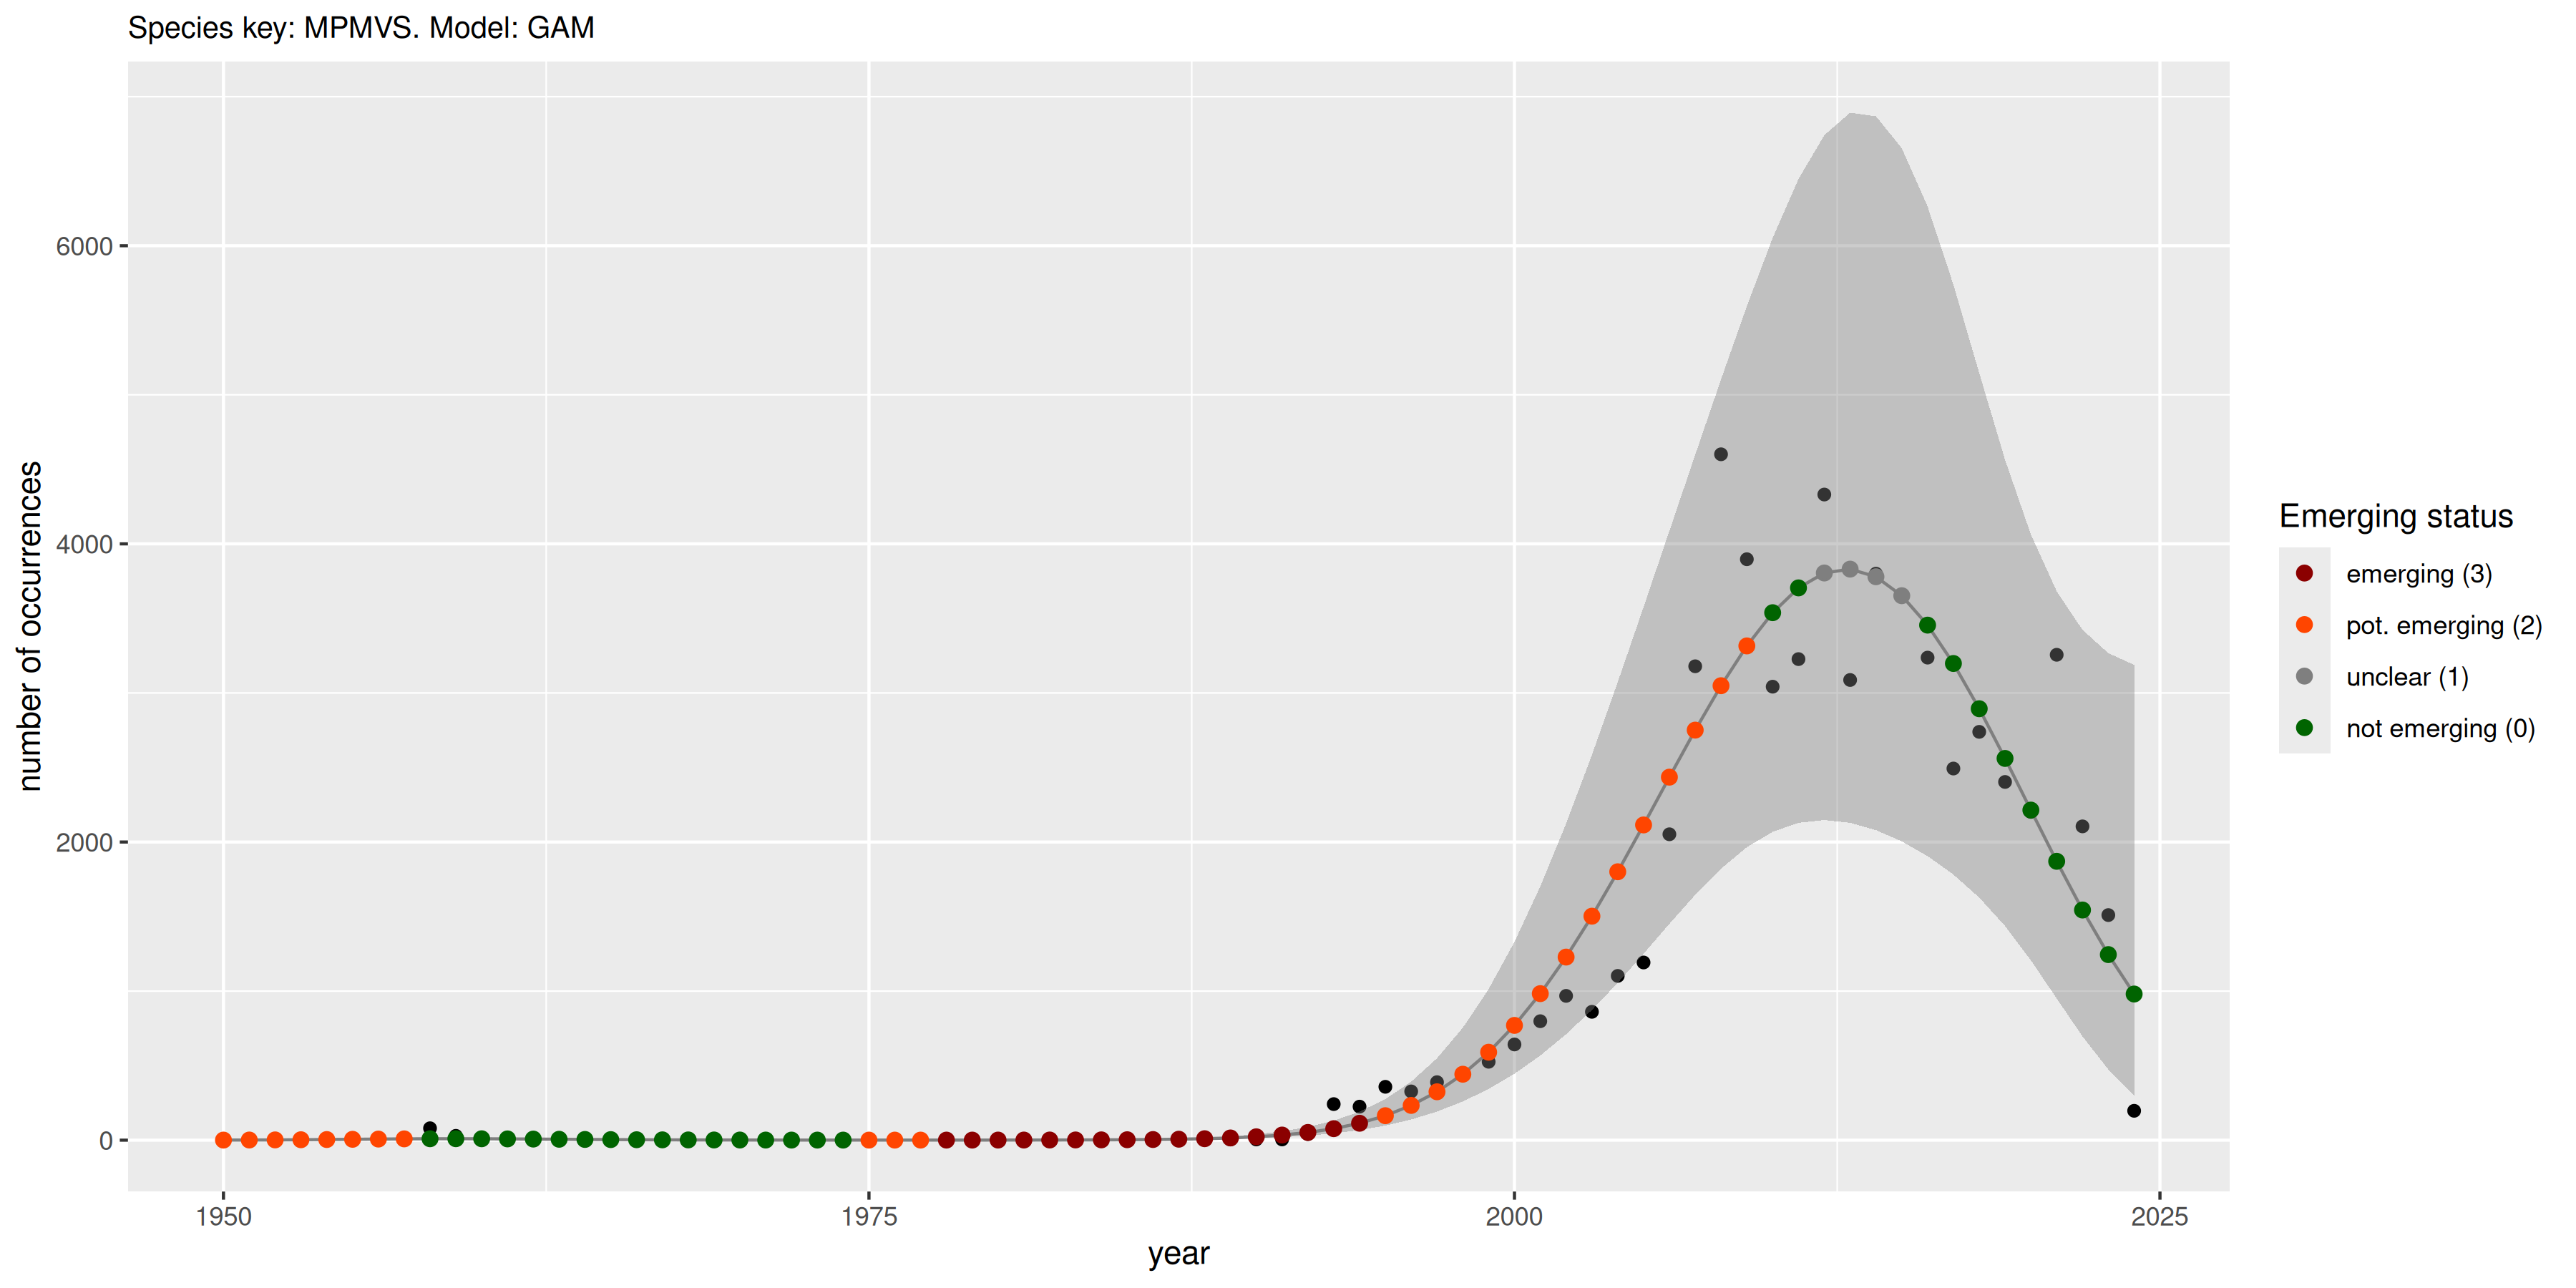 Species key: MPMVS. Model: GAM
number of occurrences
6000
4000
2000
0
1950
1975
2000
2025
year
Emerging status
emerging (3)
pot. emerging (2)
unclear (1)
not emerging (0)